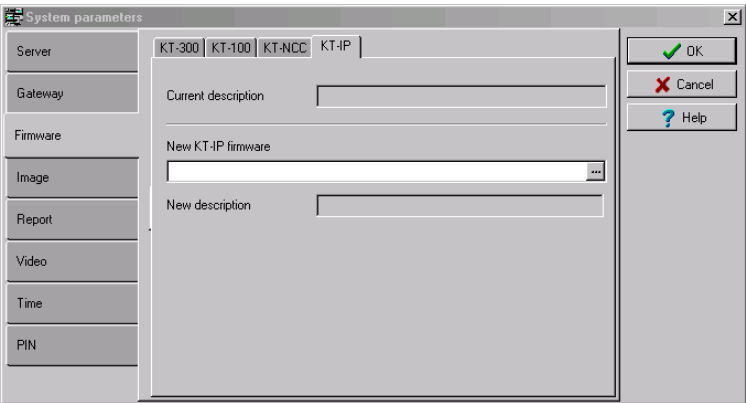 System parameters
Server
Gateway
Firmware
Image
Report
Video
Time
PIN
KT-300 KT-100 KT-NCC KT-IP
Current description
New KT-IP firmware
...
New description
OK
Cancel
Help